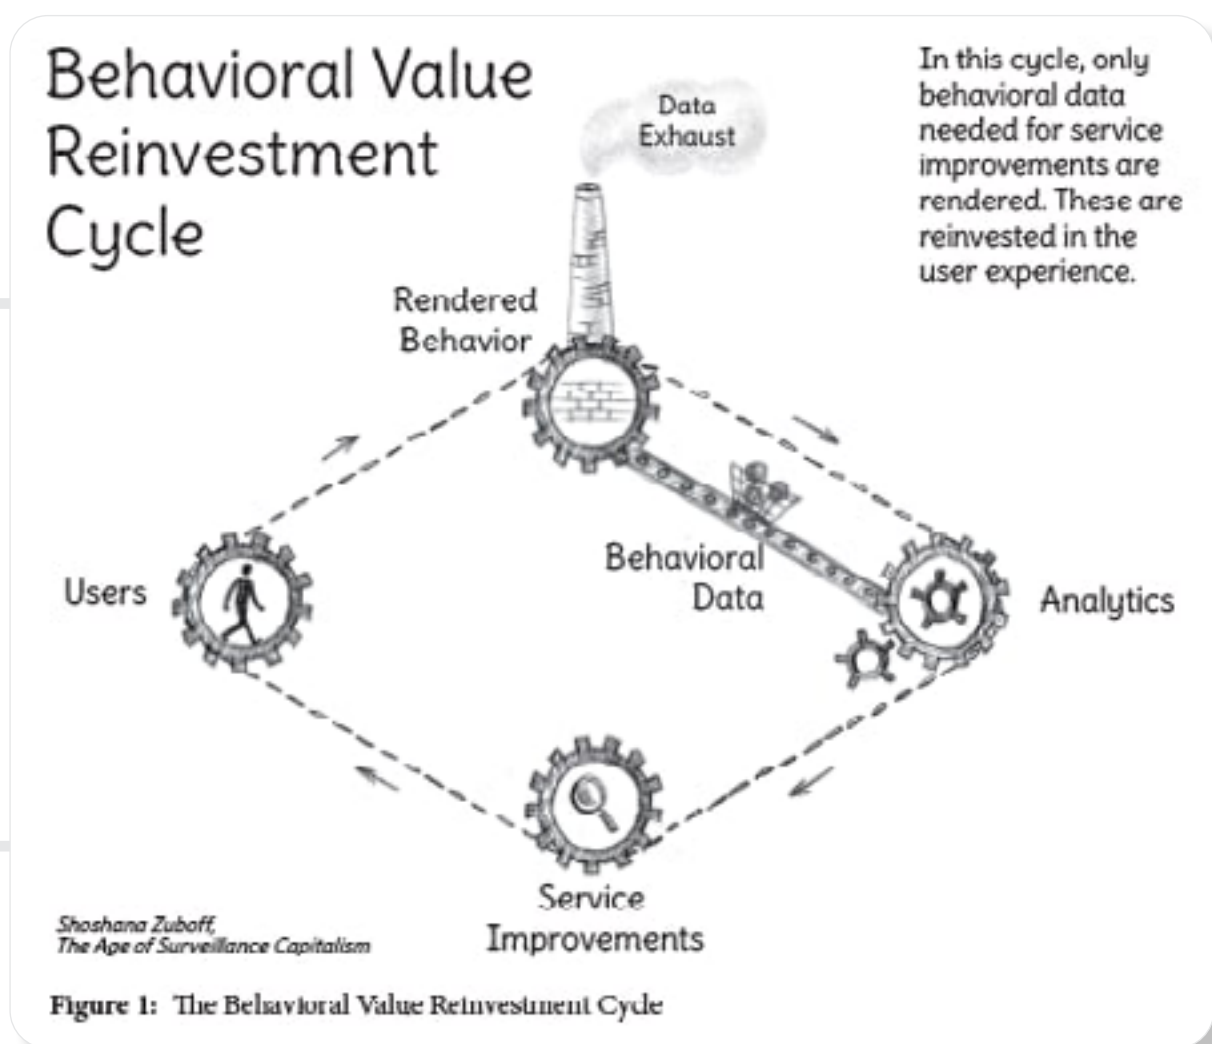 Behavioral Value
Reinvestment
Cycle
Data
Exhaust
In this cycle, only
behavioral data
needed for service
improvements are
rendered. These are
reinvested in the
user experience.
Rendered
Behavior
Behavioral
Data
Users
Analytics
Service
Improvements
Shoshana Zuboff,
The Age of Surveillance Capitalism
Figure 1: The Behavioral Value Reinvestment Cycle